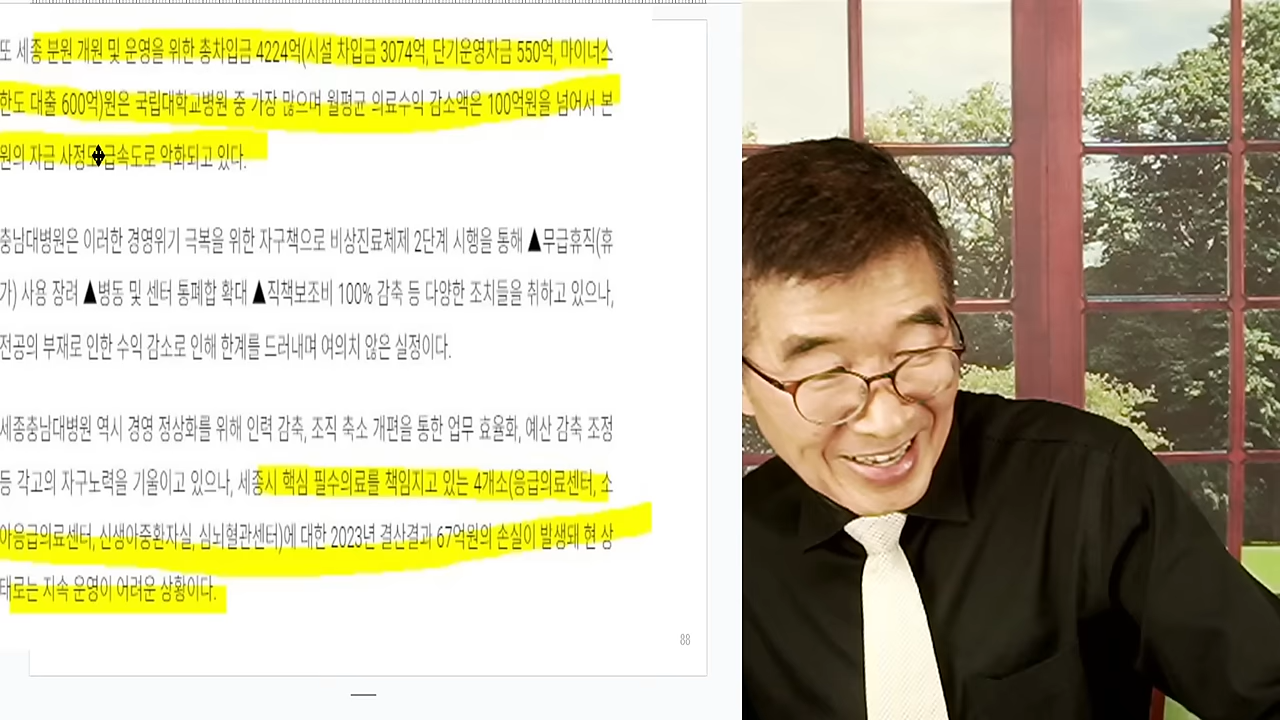 또 세종 분원 개원 및 운영을 위한 총차입금 4224억(시설 차입금 3074억, 단기운영자금 550억, 마이너스
한도 대출 600억)원은 국립대학교병원 중 가장 많으며 월평균 의료수익 감소액은 100억원을 넘어서 본
원의 자금 사정도 급속도로 악화되고 있다.
충남대병원은 이러한 경영위기 극복을 위한 자구책으로 비상진료체제 2단계 시행을 통해 ▲무급휴직(휴
가) 사용 장려 ▲병동 및 센터 통폐합 확대 ▲직책보조비 100% 감축 등 다양한 조치들을 취하고 있으나,
전공의 부재로 인한 수익 감소로 인해 한계를 드러내며 여의치 않은 실정이다.
세종충남대병원 역시 경영 정상화를 위해 인력 감축, 조직 축소 개편을 통한 업무 효율화, 예산 감축 조정
등 각고의 자구노력을 기울이고 있으나, 세종시 핵심 필수의료를 책임지고 있는 4개소(응급의료센터, 소
아응급의료센터, 신생아중환자실, 심뇌혈관센터)에 대한 2023년 결산결과 67억원의 손실이 발생돼 현 상
태로는 지속 운영이 어려운 상황이다.
88